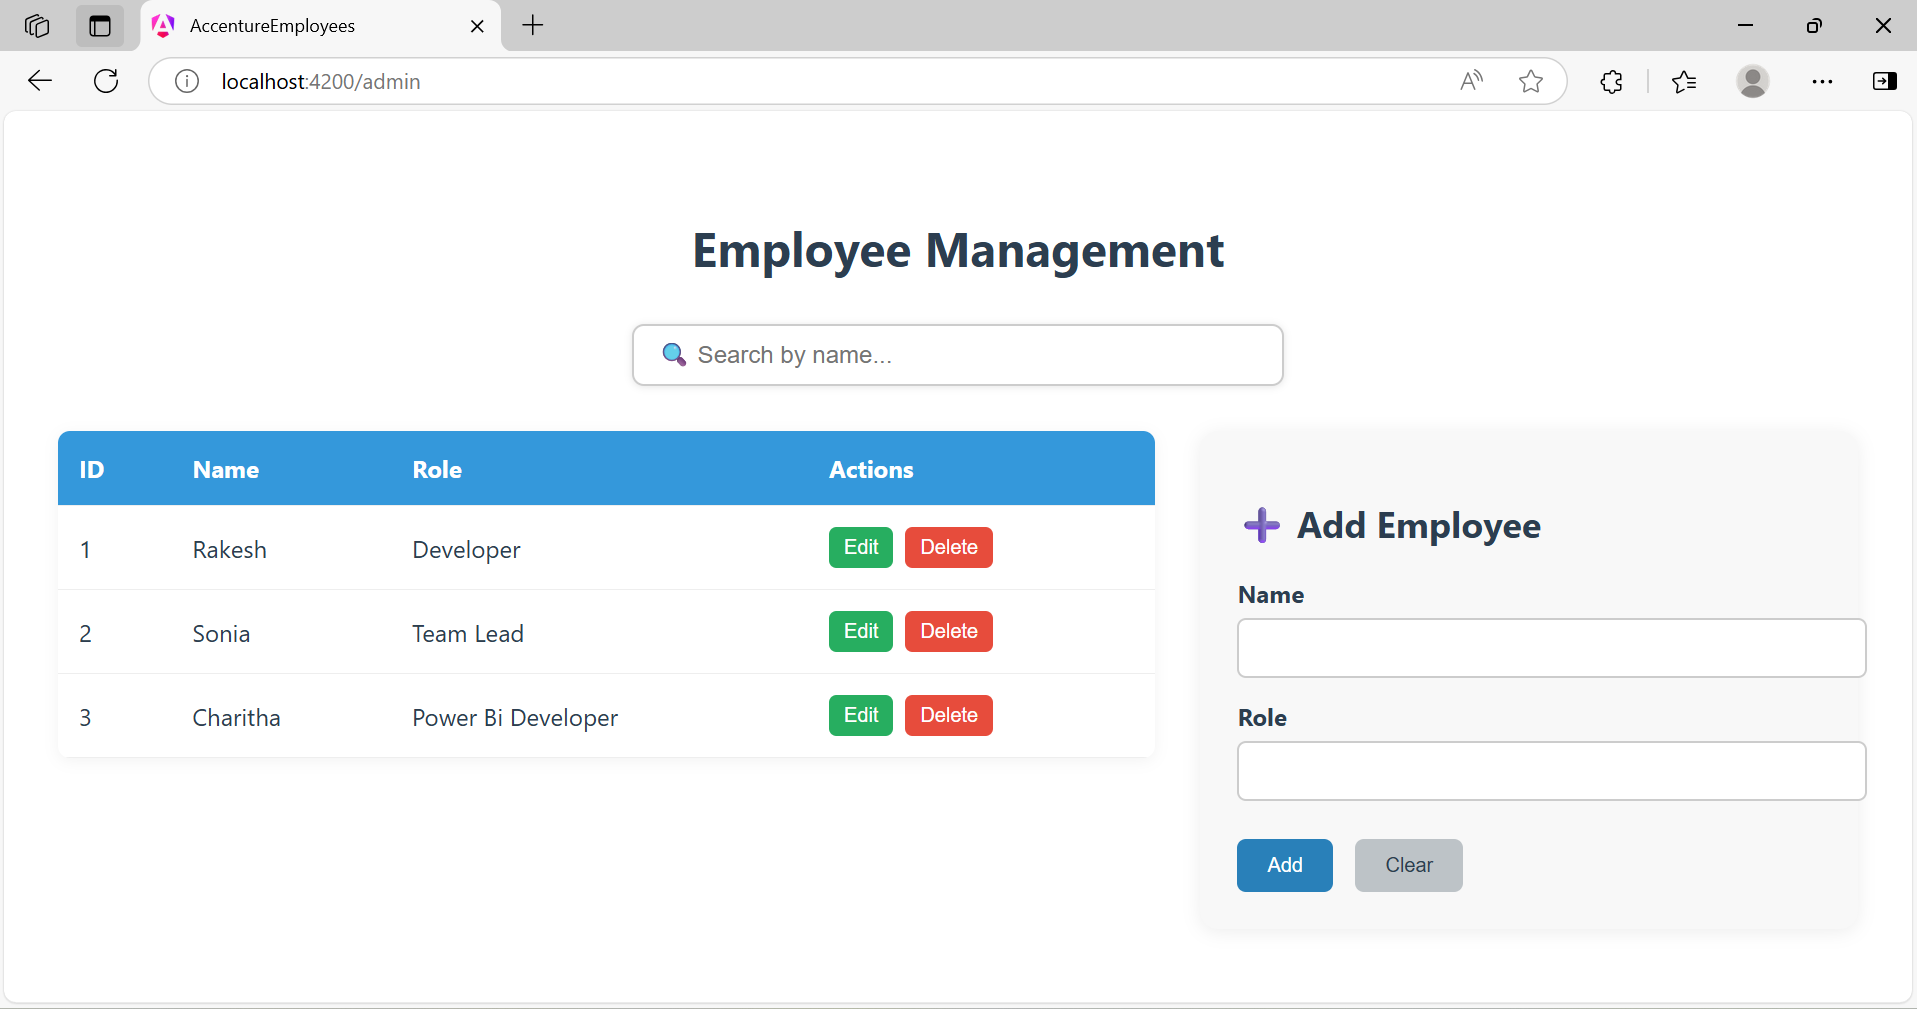 AccentureEmployees
localhost:4200/admin
Employee Management
🔍 Search by name...
ID Name Role Actions
1 Rakesh Developer Edit Delete
2 Sonia Team Lead Edit Delete
3 Charitha Power Bi Developer Edit Delete
➕ Add Employee
Name
Role
Add Clear